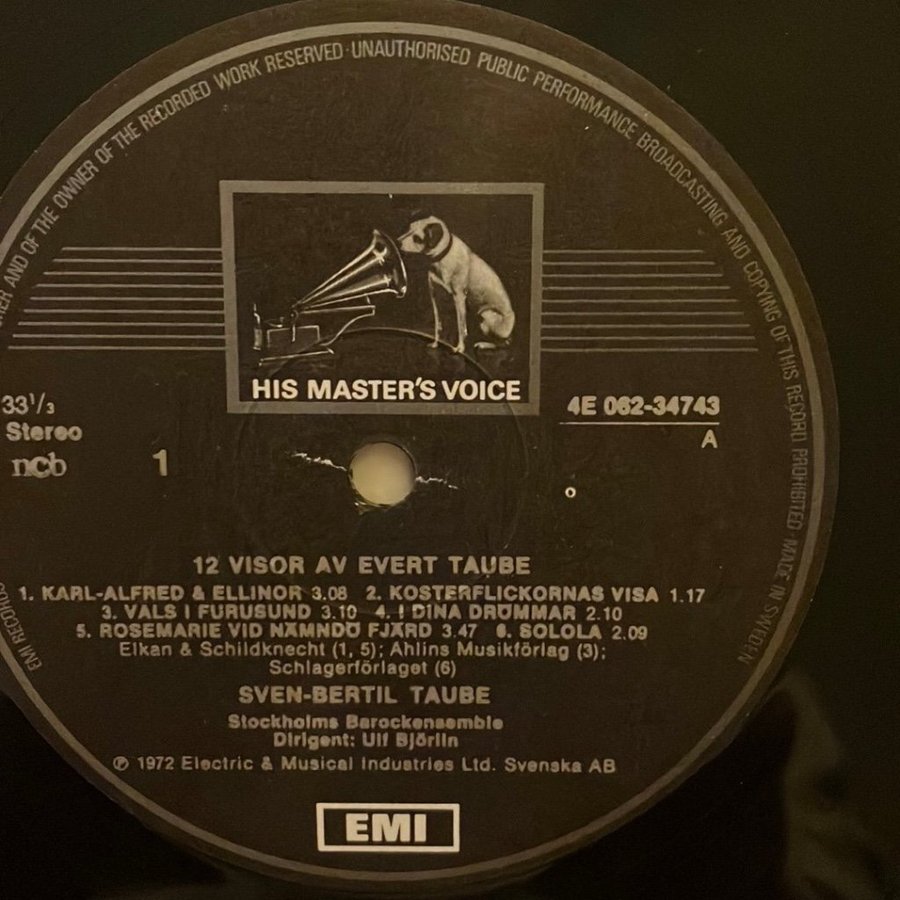 HER AND OF THE OWNER OF THE RECORDED WORK RESERVED · UNAUTHORISED PUBLIC PERFORMANCE BROADCASTING AND COPYING OF THIS RECORD PROHIBITED MADE IN SWEDEN
HIS MASTER'S VOICE
33⅓
Stereo
ncb
1
4E 062-34743
A
12 VISOR AV EVERT TAUBE
1. KARL-ALFRED & ELLINOR 3.08 2. KOSTERFLICKORNAS VISA 1.17
3. VALS I FURUSUND 3.10 4. I DINA DRÖMMAR 2.10
5. ROSEMARIE VID NÄMNDÖ FJÄRD 3.47 6. SOLOLA 2.09
Elkan & Schildknecht (1, 5); Ahlins Musikförlag (3);
Schlagerförlaget (6)
SVEN-BERTIL TAUBE
Stockholms Barockensemble
Dirigent: Ulf Björlin
℗ 1972 Electric & Musical Industries Ltd. Svenska AB
EMI
EMI RECORDS